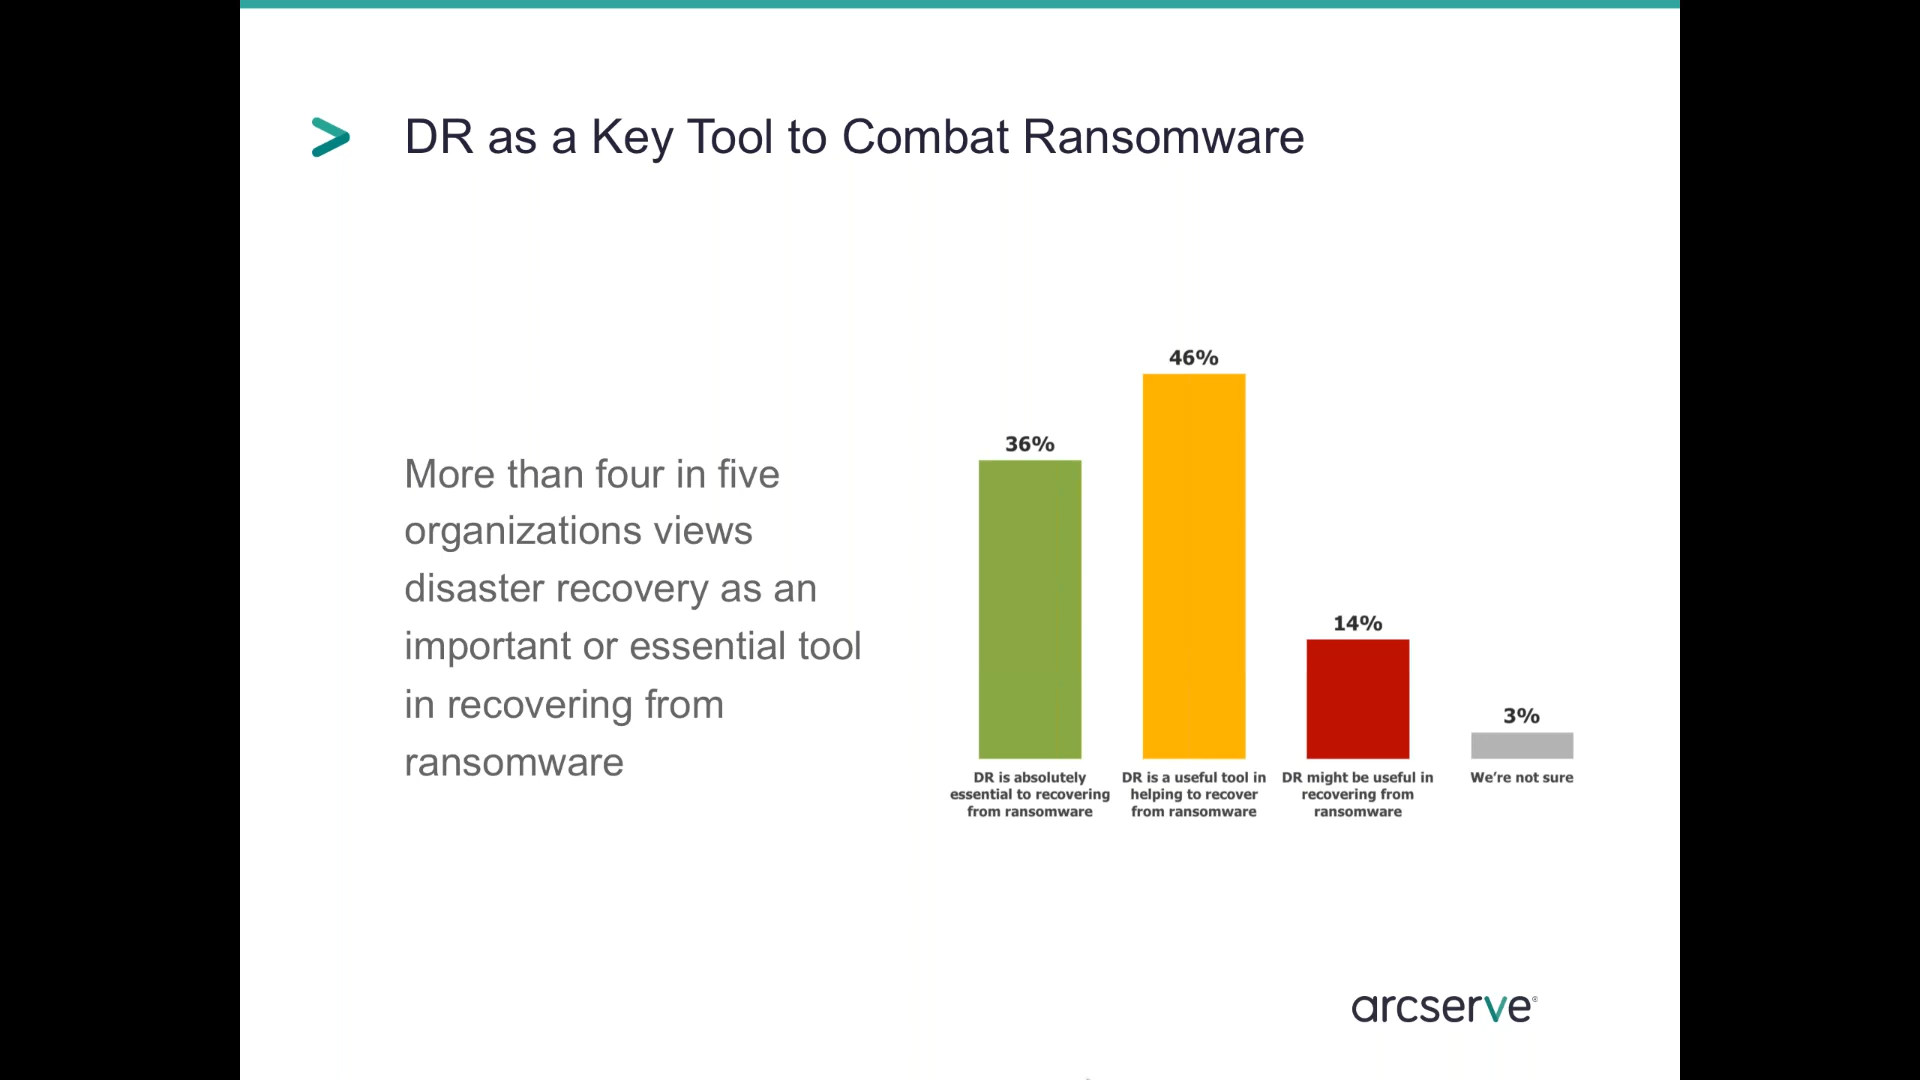 DR as a Key Tool to Combat Ransomware
More than four in five
organizations views
disaster recovery as an
important or essential tool
in recovering from
ransomware
36%
46%
14%
3%
DR is absolutely
essential to recovering
from ransomware
DR is a useful tool in
helping to recover
from ransomware
DR might be useful in
recovering from
ransomware
We're not sure
arcserve®